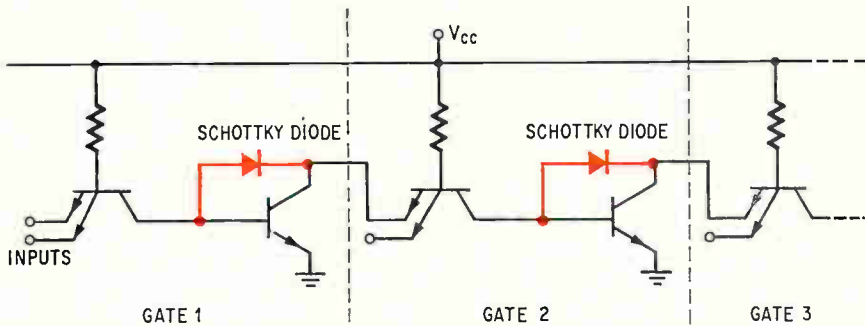 Vcc
SCHOTTKY DIODE
SCHOTTKY DIODE
INPUTS
GATE 1
GATE 2
GATE 3